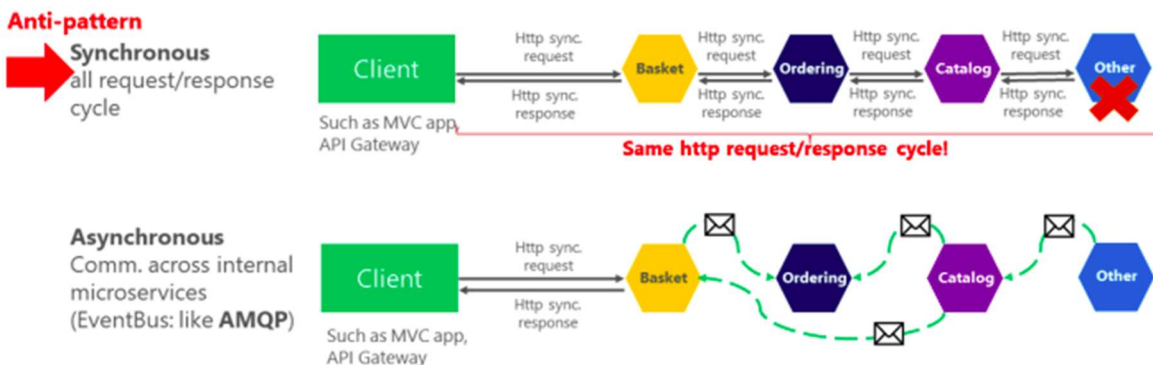 Anti-pattern
Synchronous
all request/response
cycle
Client
Such as MVC app,
API Gateway
Http sync.
request
Http sync.
response
Basket
Http sync.
request
Http sync.
response
Ordering
Http sync.
request
Http sync.
response
Catalog
Http sync.
request
Http sync.
response
Other
Same http request/response cycle!
Asynchronous
Comm. across internal
microservices
(EventBus: like AMQP)
Client
Such as MVC app,
API Gateway
Http sync.
request
Http sync.
response
Basket
Ordering
Catalog
Other